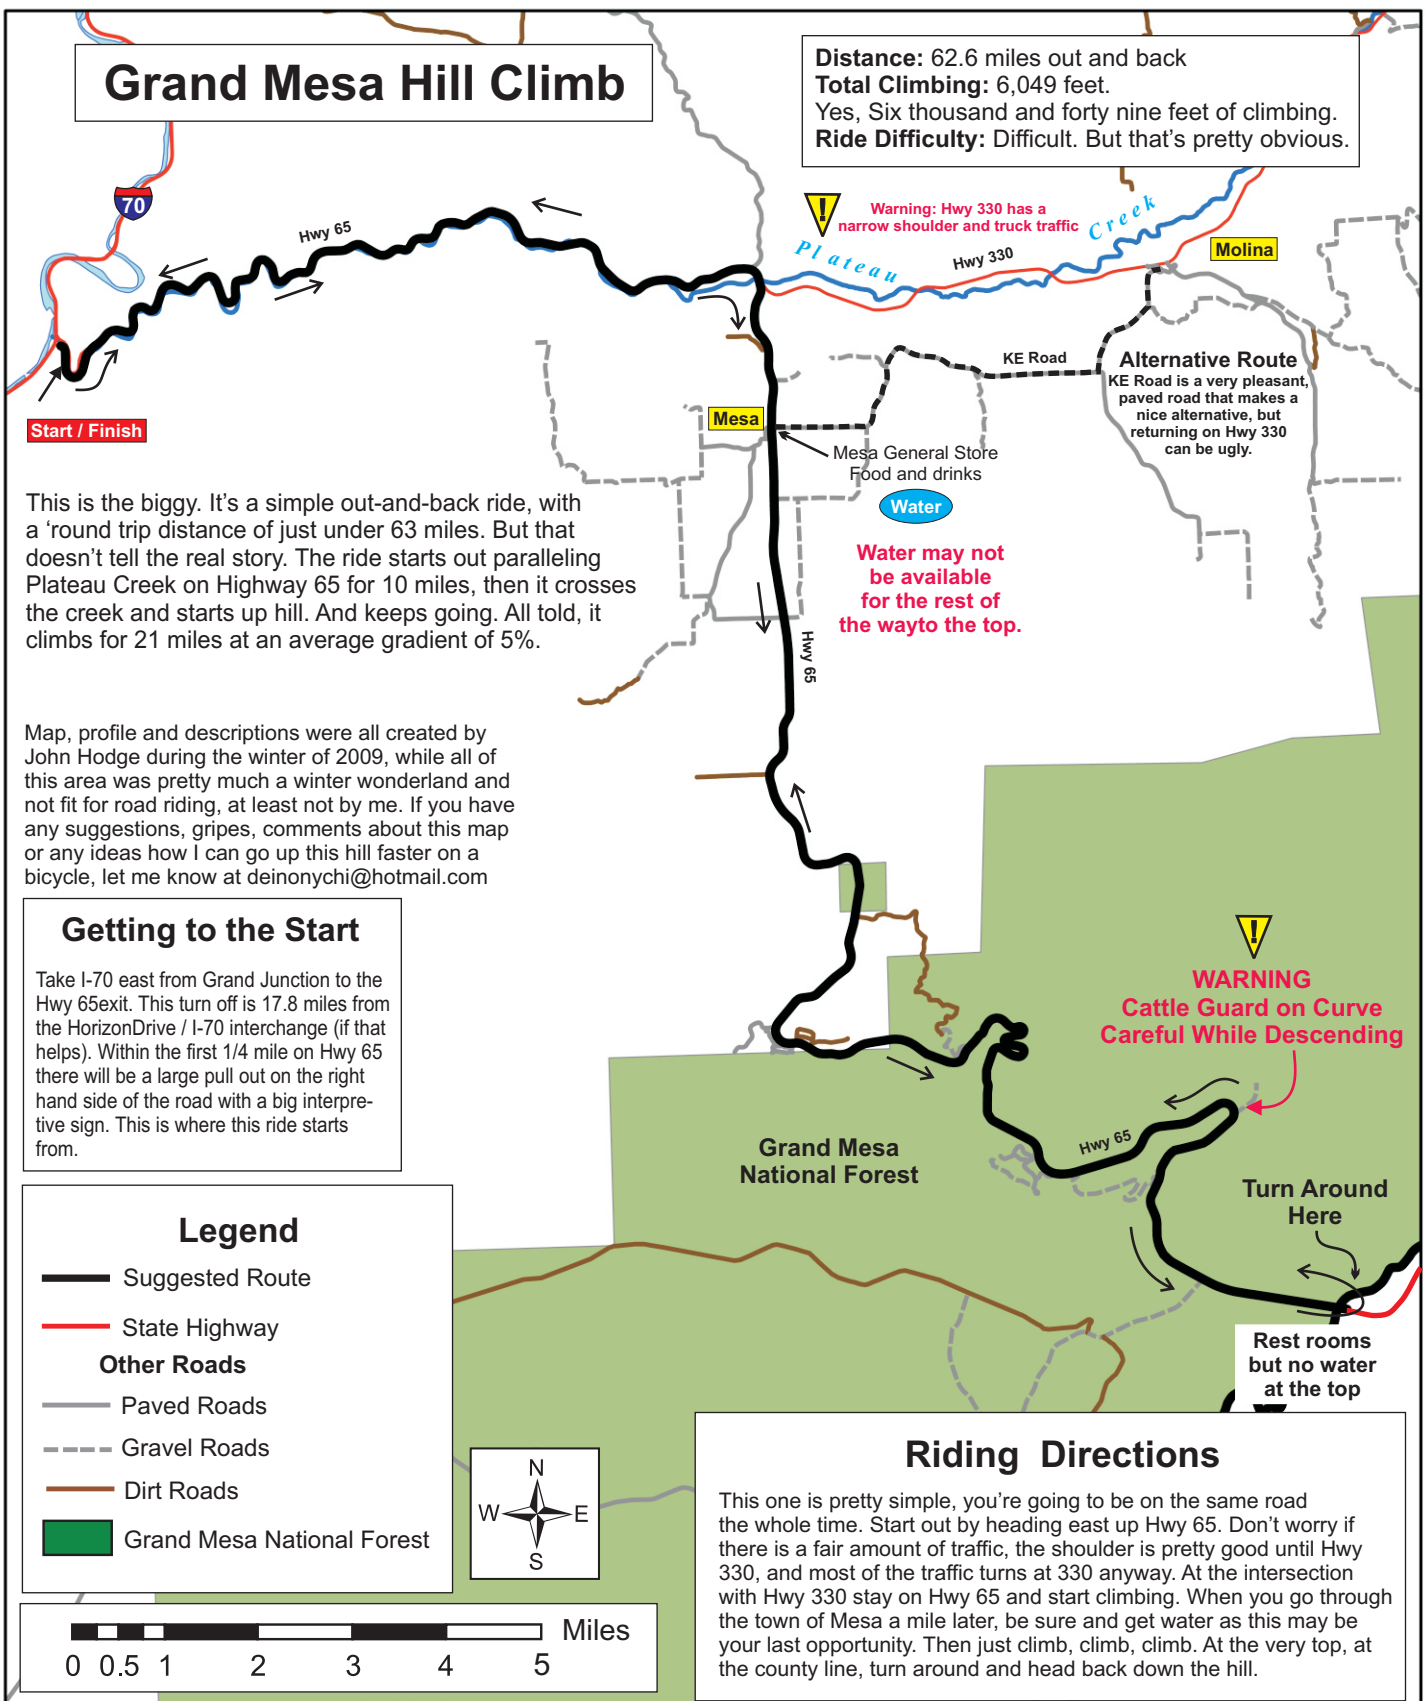 Grand Mesa Hill Climb
Distance: 62.6 miles out and back
Total Climbing: 6,049 feet.
Yes, Six thousand and forty nine feet of climbing.
Ride Difficulty: Difficult. But that's pretty obvious.
70
Hwy 65
!
Warning: Hwy 330 has a
narrow shoulder and truck traffic
Plateau
Creek
Hwy 330
Molina
Start / Finish
Mesa
KE Road
Alternative Route
KE Road is a very pleasant,
paved road that makes a
nice alternative, but
returning on Hwy 330
can be ugly.
Mesa General Store
Food and drinks
Water
Water may not
be available
for the rest of
the wayto the top.
Hwy 65
This is the biggy. It's a simple out-and-back ride, with
a 'round trip distance of just under 63 miles. But that
doesn't tell the real story. The ride starts out paralleling
Plateau Creek on Highway 65 for 10 miles, then it crosses
the creek and starts up hill. And keeps going. All told, it
climbs for 21 miles at an average gradient of 5%.
Map, profile and descriptions were all created by
John Hodge during the winter of 2009, while all of
this area was pretty much a winter wonderland and
not fit for road riding, at least not by me. If you have
any suggestions, gripes, comments about this map
or any ideas how I can go up this hill faster on a
bicycle, let me know at deinonychi@hotmail.com
Getting to the Start
Take I-70 east from Grand Junction to the
Hwy 65exit. This turn off is 17.8 miles from
the HorizonDrive / I-70 interchange (if that
helps). Within the first 1/4 mile on Hwy 65
there will be a large pull out on the right
hand side of the road with a big interpre-
tive sign. This is where this ride starts
from.
!
WARNING
Cattle Guard on Curve
Careful While Descending
Hwy 65
Grand Mesa
National Forest
Turn Around
Here
Rest rooms
but no water
at the top
Legend
Suggested Route
State Highway
Other Roads
Paved Roads
Gravel Roads
Dirt Roads
Grand Mesa National Forest
N
W E
S
Miles
0 0.5 1 2 3 4 5
Riding Directions
This one is pretty simple, you're going to be on the same road
the whole time. Start out by heading east up Hwy 65. Don't worry if
there is a fair amount of traffic, the shoulder is pretty good until Hwy
330, and most of the traffic turns at 330 anyway. At the intersection
with Hwy 330 stay on Hwy 65 and start climbing. When you go through
the town of Mesa a mile later, be sure and get water as this may be
your last opportunity. Then just climb, climb, climb. At the very top, at
the county line, turn around and head back down the hill.